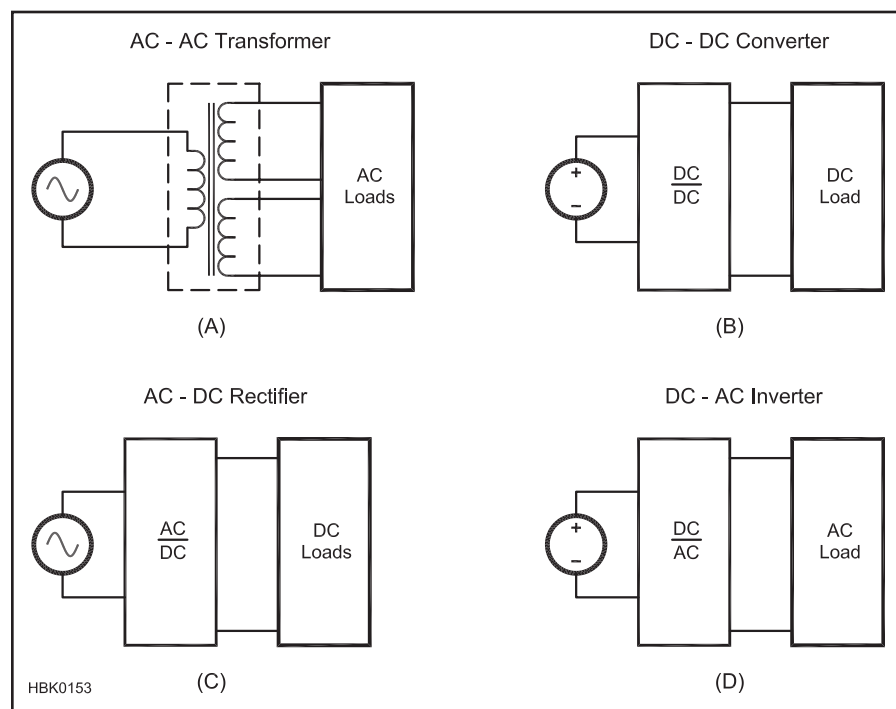 AC - AC Transformer
AC
Loads
(A)
DC - DC Converter
+
–
DC
DC
DC
Load
(B)
AC - DC Rectifier
AC
DC
DC
Loads
(C)
DC - AC Inverter
+
–
DC
AC
AC
Load
(D)
HBK0153